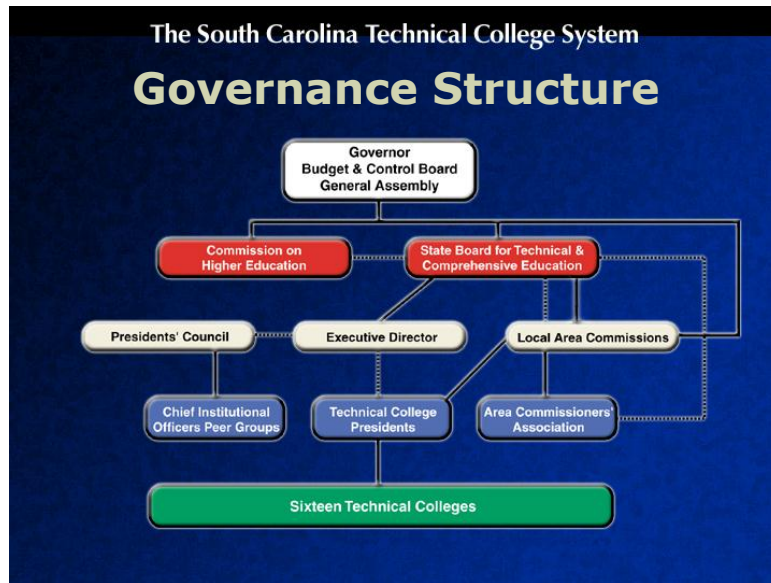 The South Carolina Technical College System
Governance Structure
Governor
Budget & Control Board
General Assembly
Commission on
Higher Education
State Board for Technical &
Comprehensive Education
Presidents' Council
Executive Director
Local Area Commissions
Chief Institutional
Officers Peer Groups
Technical College
Presidents
Area Commissioners'
Association
Sixteen Technical Colleges